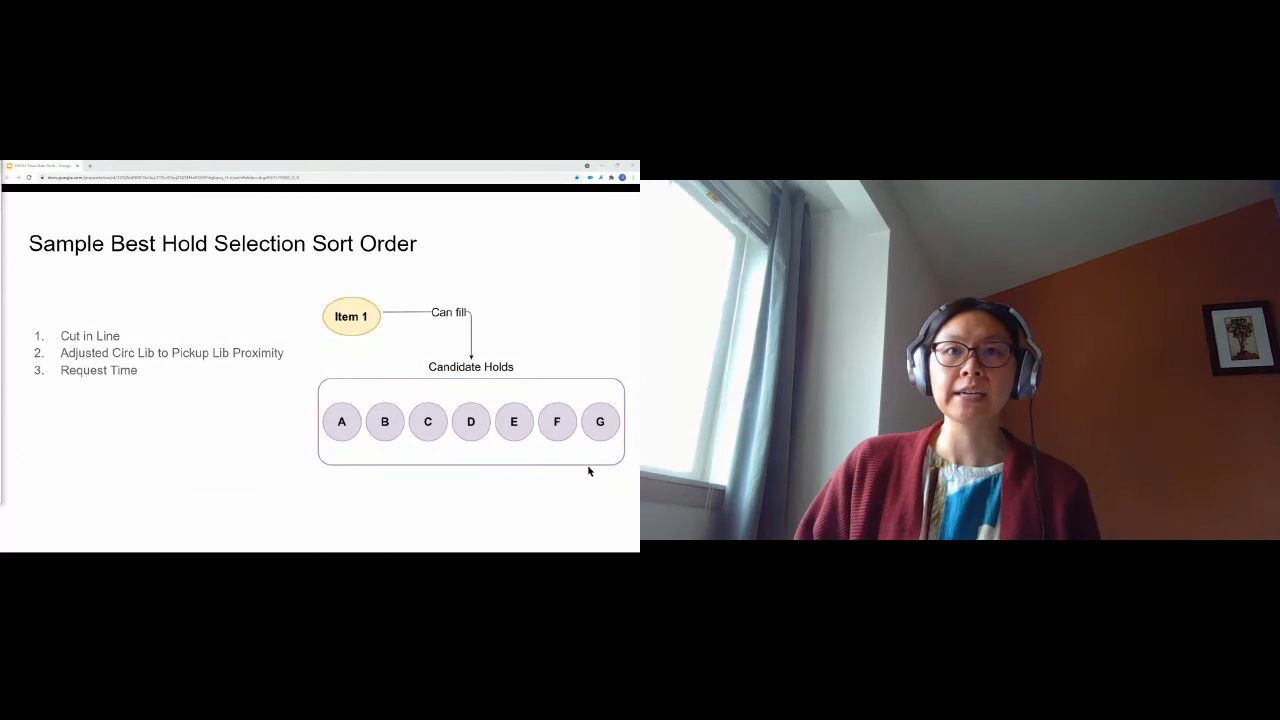 Sample Best Hold Selection Sort Order
Item 1
Can fill
1. Cut in Line
2. Adjusted Circ Lib to Pickup Lib Proximity
3. Request Time
Candidate Holds
A B C D E F G